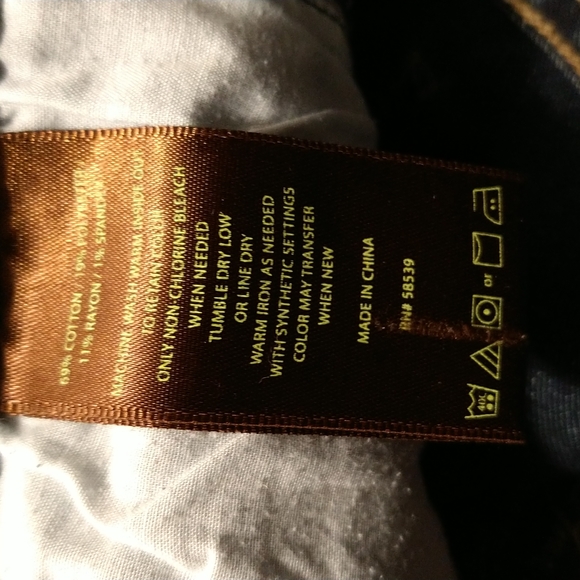 69% COTTON / 19% POLYESTER
11% RAYON / 1% SPANDEX
MACHINE WASH WARM INSIDE OUT
TO RETAIN COLOR
ONLY NON-CHLORINE BLEACH
WHEN NEEDED
TUMBLE DRY LOW
OR LINE DRY
WARM IRON AS NEEDED
WITH SYNTHETIC SETTINGS
COLOR MAY TRANSFER
WHEN NEW
MADE IN CHINA
RN# 58539
or